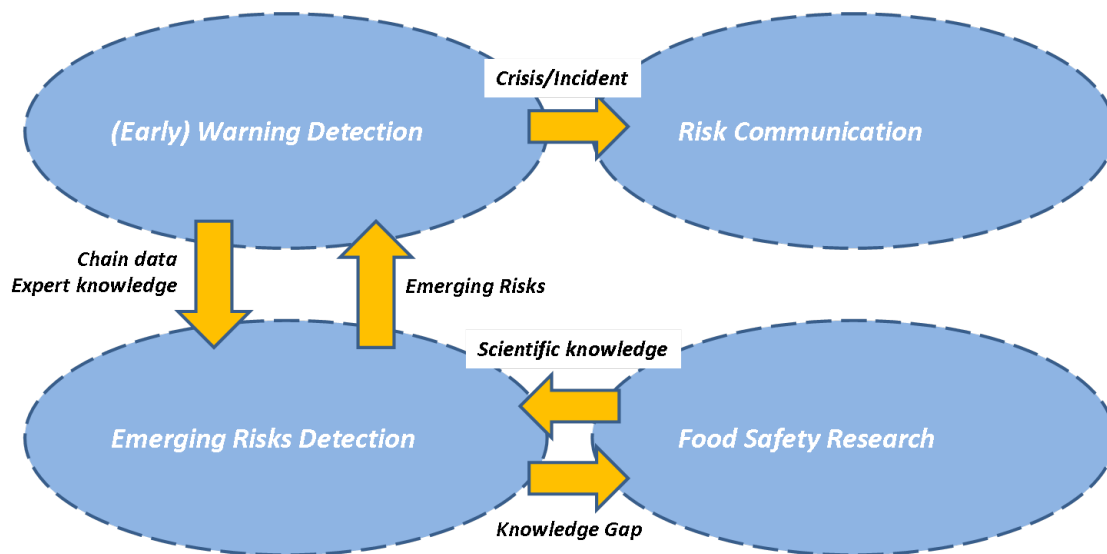 Crisis/Incident
(Early) Warning Detection
Risk Communication
Chain data
Expert knowledge
Emerging Risks
Scientific knowledge
Emerging Risks Detection
Food Safety Research
Knowledge Gap